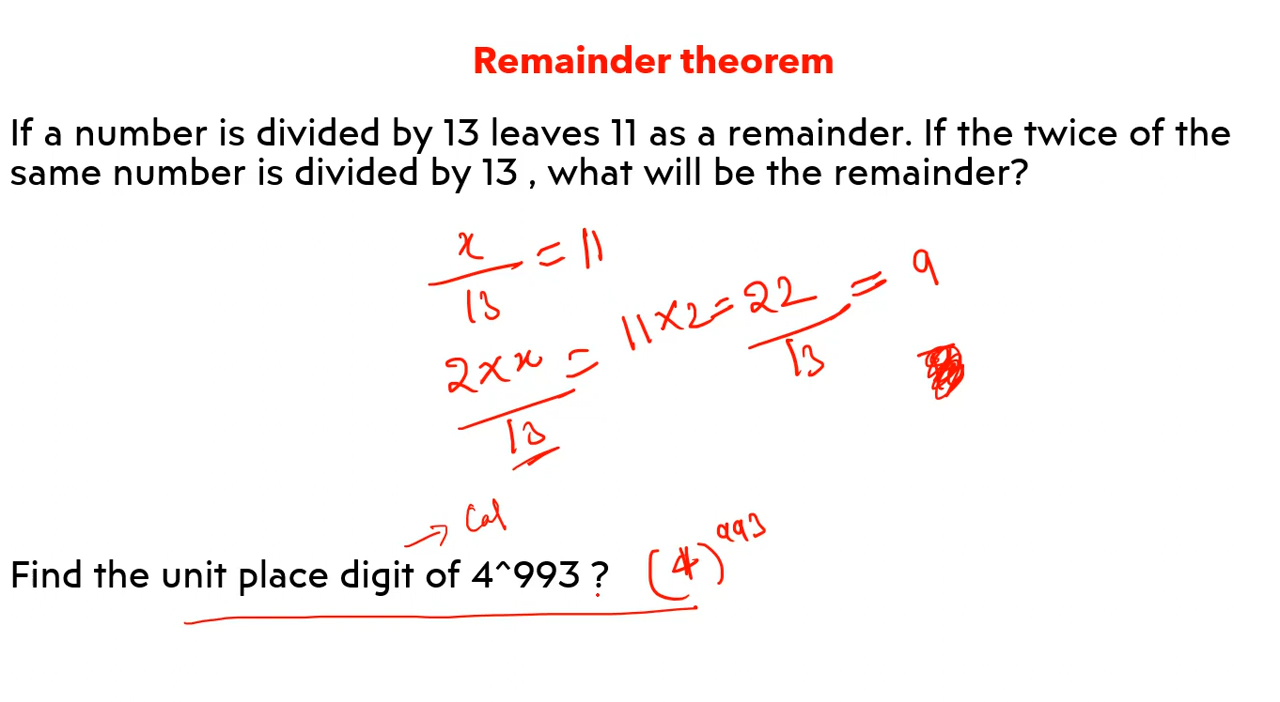 Remainder theorem
If a number is divided by 13 leaves 11 as a remainder. If the twice of the
same number is divided by 13 , what will be the remainder?
x/13 = 11
2×x/13 = 11×2 = 22/13 = 9
→ Cal
Find the unit place digit of 4^993 ? (4)^993